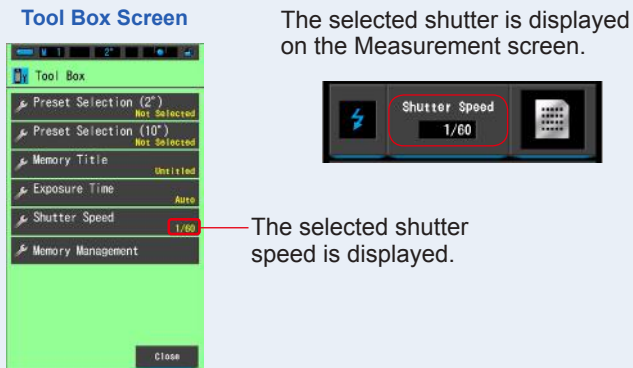 Tool Box Screen
M 1 2°
Tool Box
Preset Selection (2°)
Not Selected
Preset Selection (10°)
Not Selected
Memory Title
Untitled
Exposure Time
Auto
Shutter Speed
1/60
Memory Management
Close
The selected shutter is displayed
on the Measurement screen.
Shutter Speed
1/60
The selected shutter
speed is displayed.